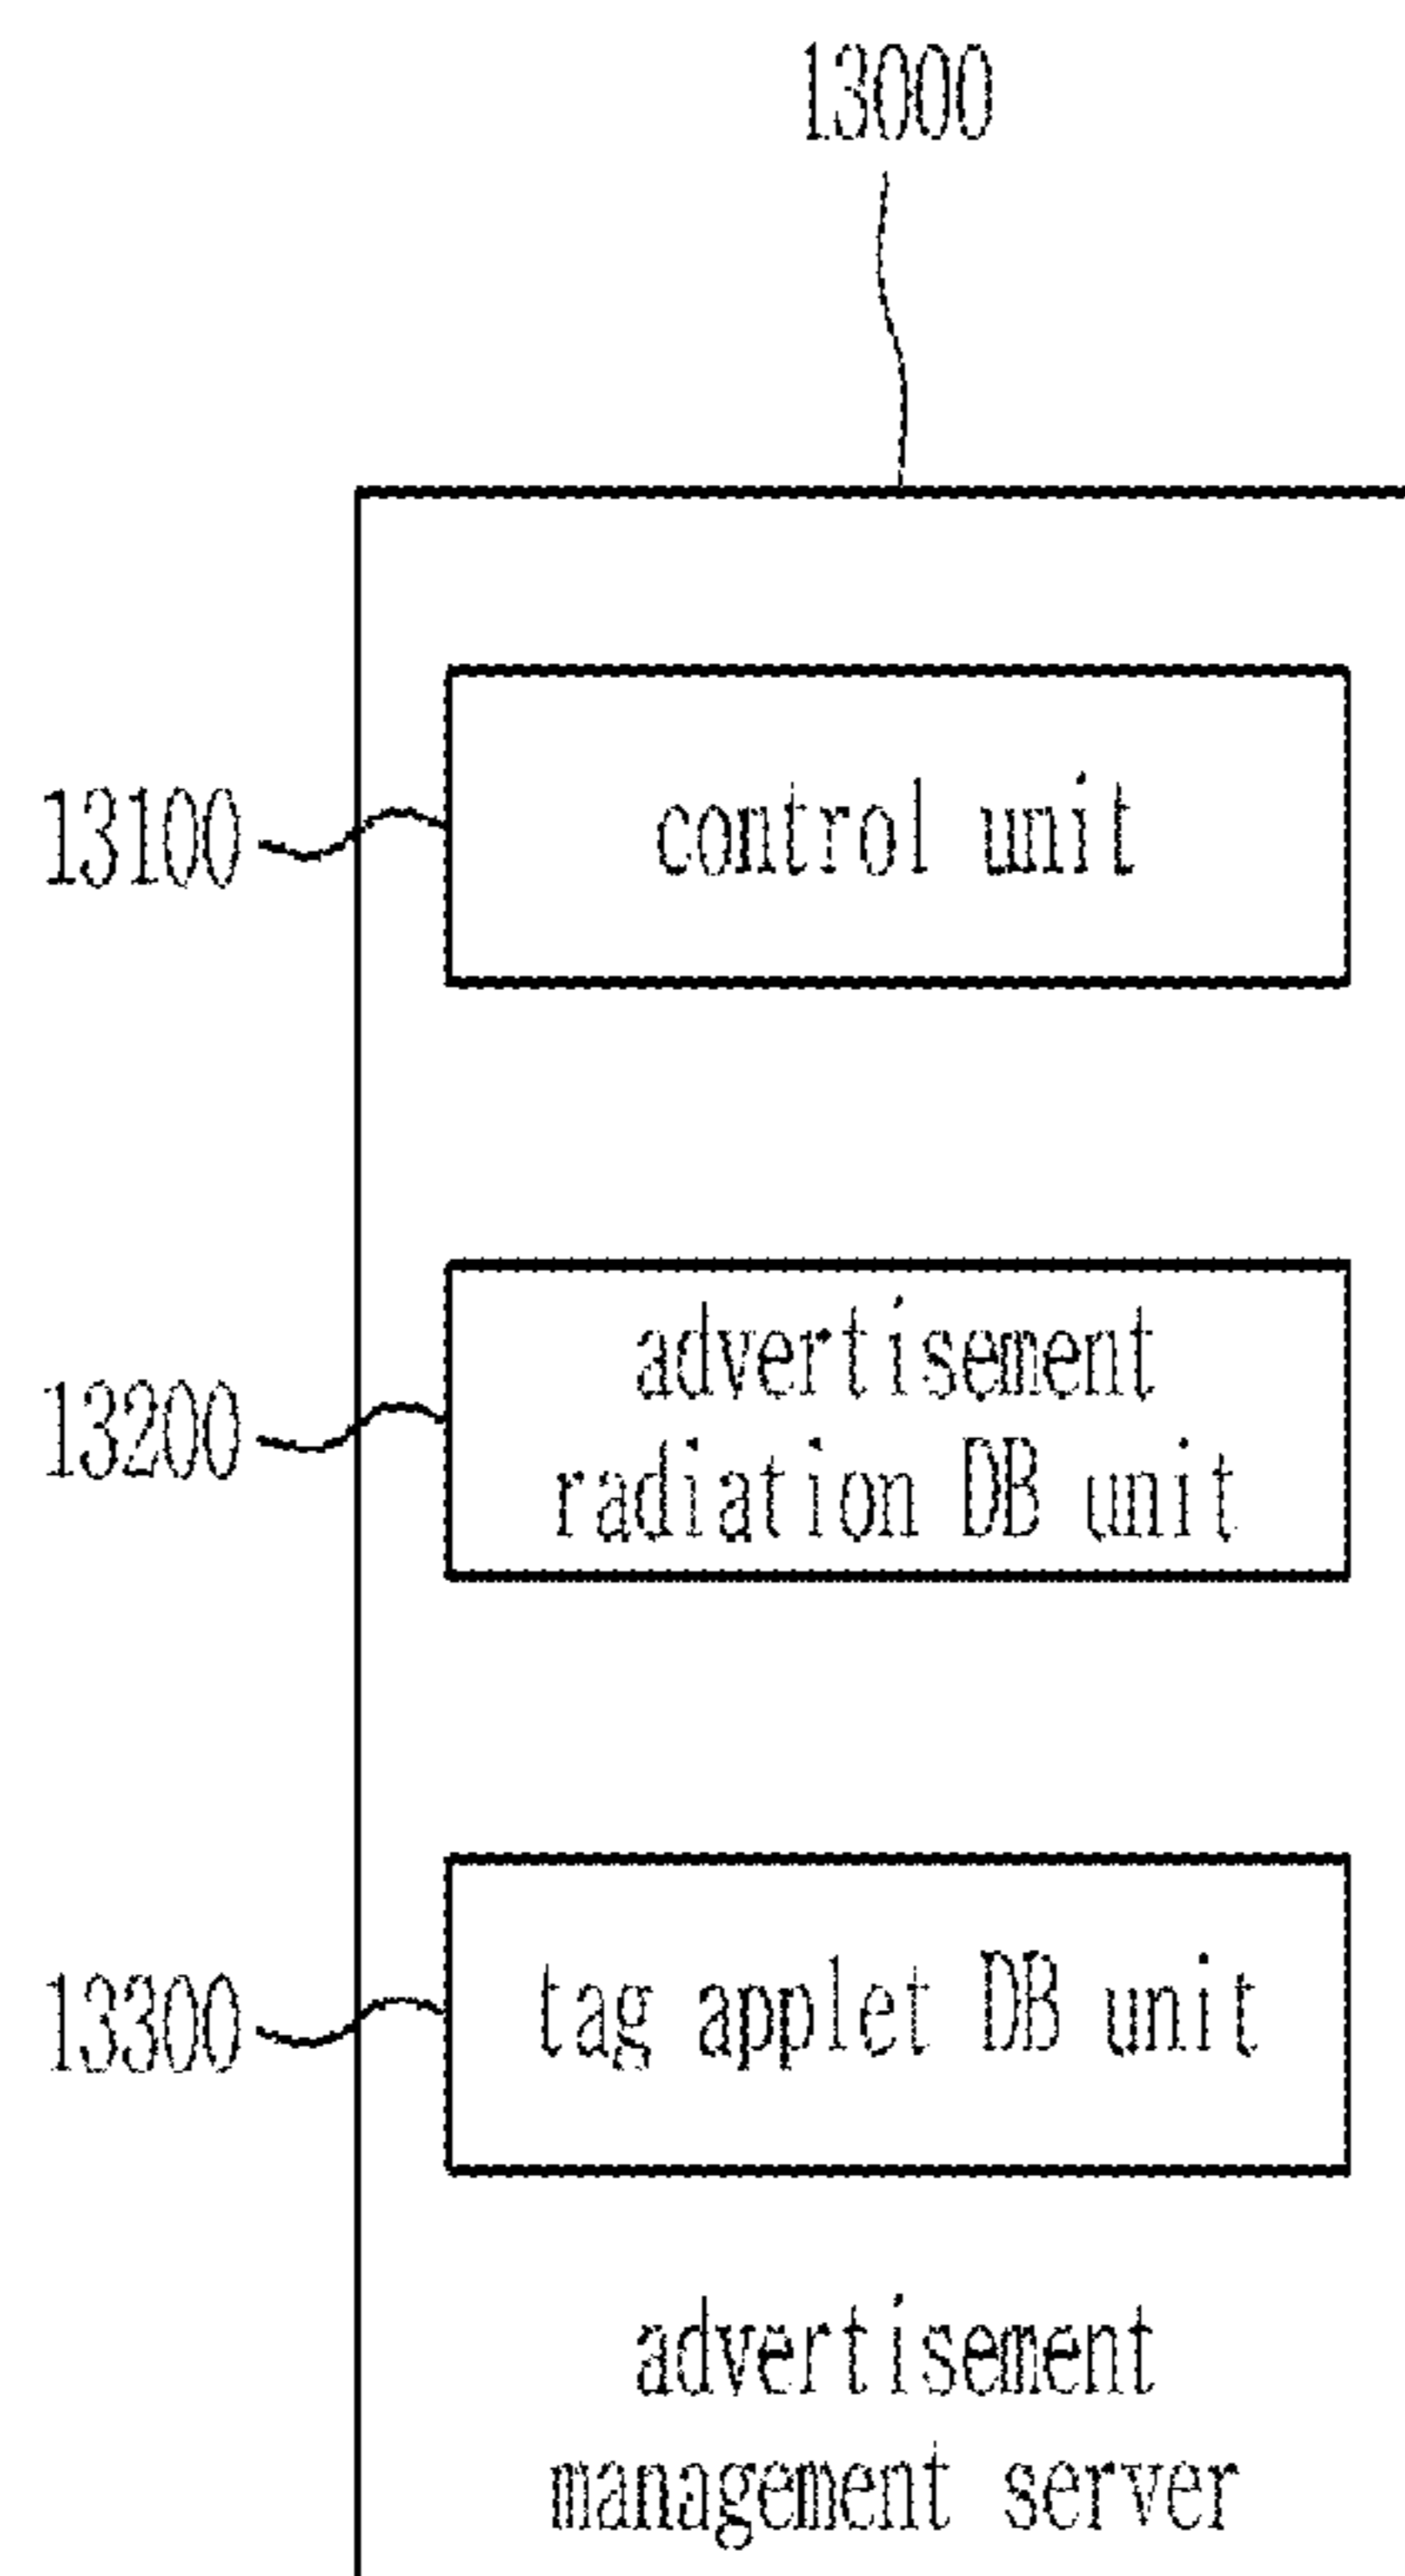 13000
13100
control unit
13200
advertisement
radiation DB unit
13300
tag applet DB unit
advertisement
management server